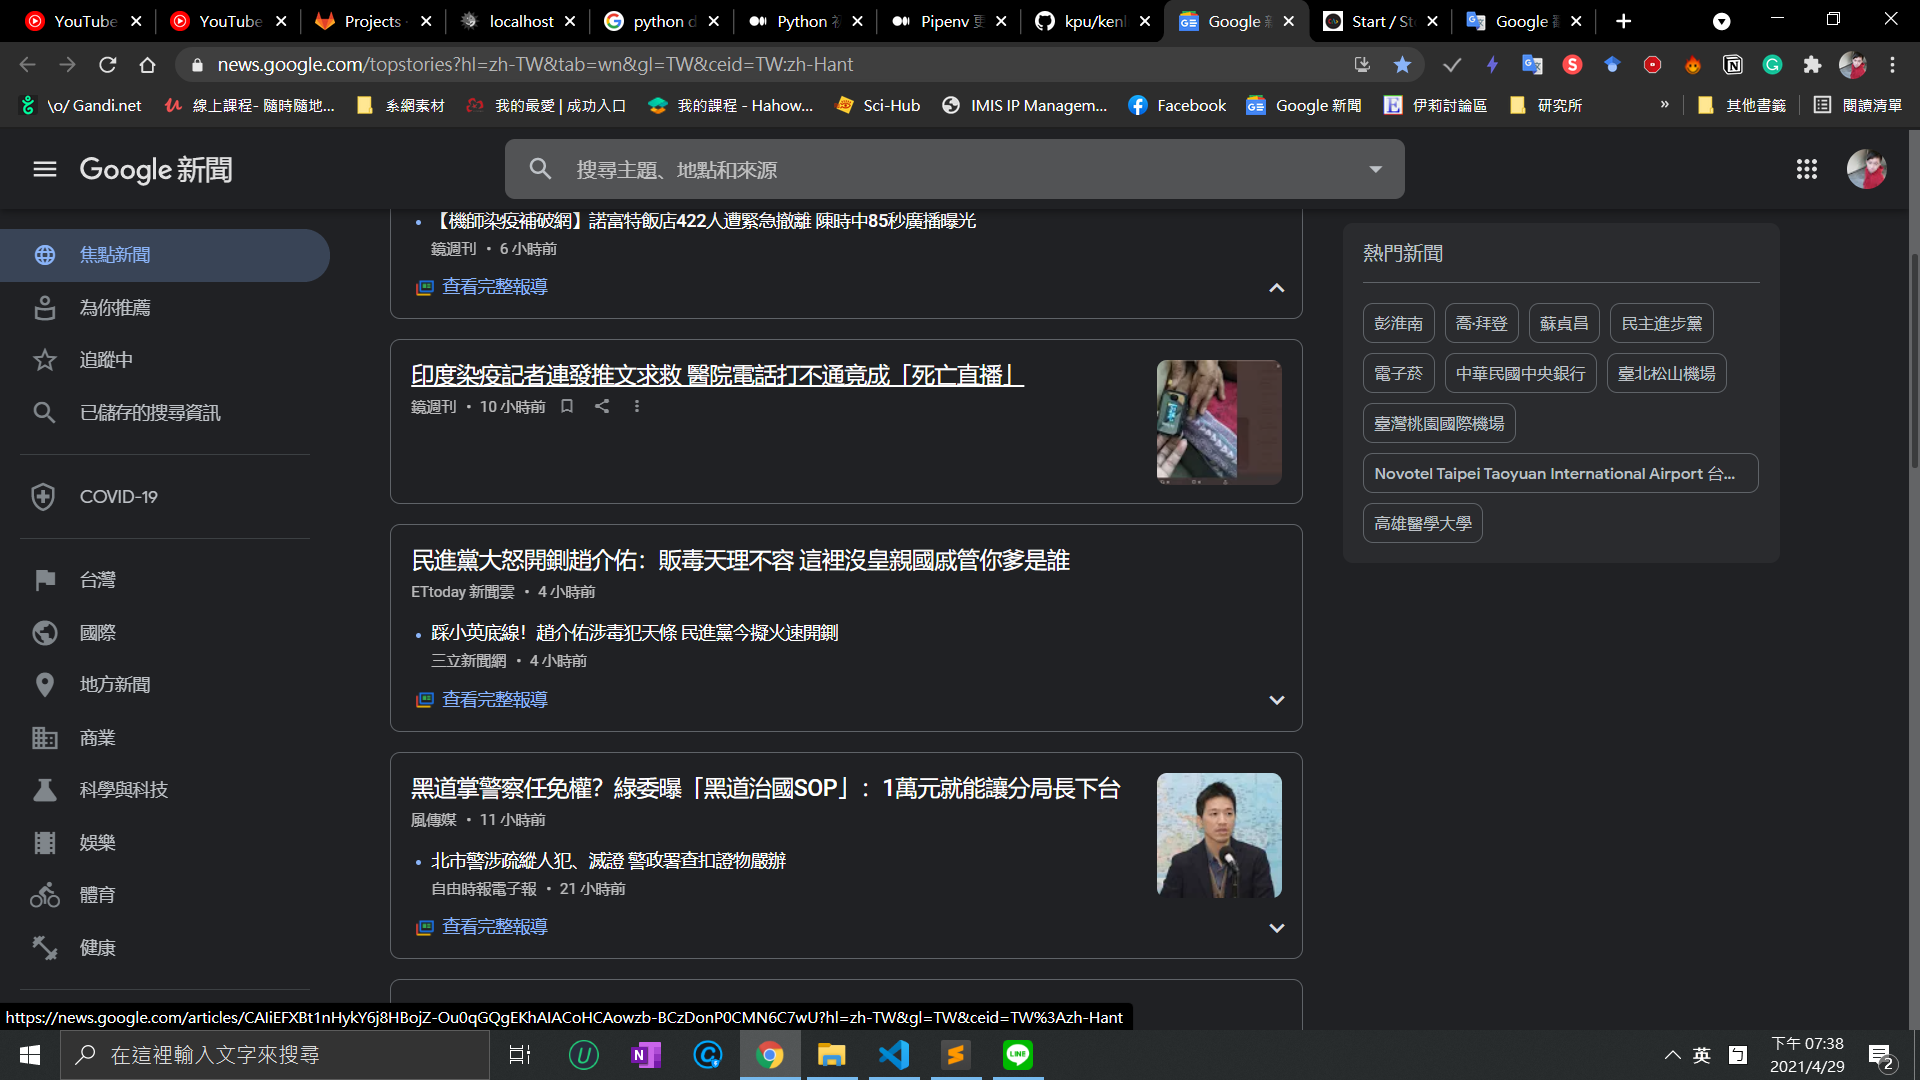 YouTube
YouTube
Projects
localhost
python d
Python 初
Pipenv 更
kpu/kenl
Google 新
Start / St
Google 翻
news.google.com/topstories?hl=zh-TW&tab=wn&gl=TW&ceid=TW:zh-Hant
\o/ Gandi.net
線上課程- 隨時隨地...
系網素材
我的最愛 | 成功入口
我的課程 - Hahow...
Sci-Hub
IMIS IP Managem...
Facebook
Google 新聞
伊莉討論區
研究所
»
其他書籤
閱讀清單
Google 新聞
搜尋主題、地點和來源
焦點新聞
為你推薦
追蹤中
已儲存的搜尋資訊
COVID-19
台灣
國際
地方新聞
商業
科學與科技
娛樂
體育
健康
【機師染疫補破網】諾富特飯店422人遭緊急撤離 陳時中85秒廣播曝光
鏡週刊 • 6 小時前
查看完整報導
印度染疫記者連發推文求救 醫院電話打不通竟成「死亡直播」
鏡週刊 • 10 小時前
民進黨大怒開鍘趙介佑：販毒天理不容 這裡沒皇親國戚管你爹是誰
ETtoday 新聞雲 • 4 小時前
踩小英底線！趙介佑涉毒犯天條 民進黨今擬火速開鍘
三立新聞網 • 4 小時前
查看完整報導
黑道掌警察任免權？綠委曝「黑道治國SOP」：1萬元就能讓分局長下台
風傳媒 • 11 小時前
北市警涉疏縱人犯、滅證 警政署查扣證物嚴辦
自由時報電子報 • 21 小時前
查看完整報導
熱門新聞
彭淮南
喬·拜登
蘇貞昌
民主進步黨
電子菸
中華民國中央銀行
臺北松山機場
臺灣桃園國際機場
Novotel Taipei Taoyuan International Airport 台...
高雄醫學大學
https://news.google.com/articles/CAIiEFXBt1nHykY6j8HBojZ-Ou0qGQgEKhAIACoHCAowzb-BCzDonP0CMN6C7wU?hl=zh-TW&gl=TW&ceid=TW%3Azh-Hant
在這裡輸入文字來搜尋
英
下午 07:38
2021/4/29
2